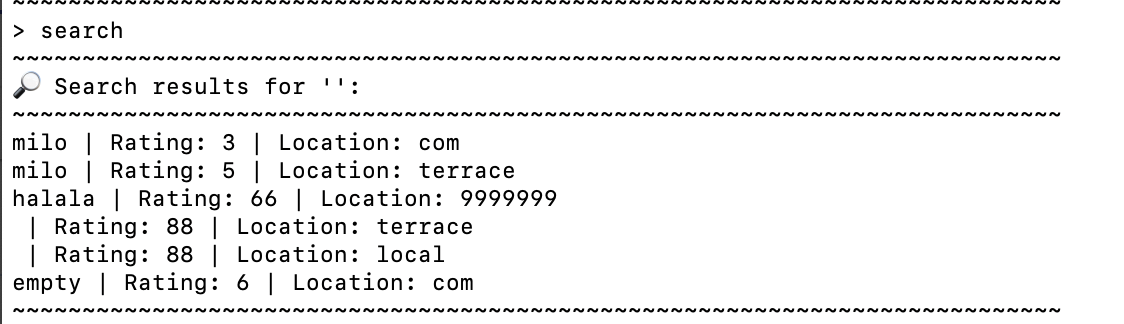 ~~~~~~~~~~~~~~~~~~~~~~~~~~~~~~~~~~~~~~~~~~~~~~~~~~~~~~~~~~~~~~~~~~~~~~~~~~~
> search
~~~~~~~~~~~~~~~~~~~~~~~~~~~~~~~~~~~~~~~~~~~~~~~~~~~~~~~~~~~~~~~~~~~~~~~~~~~
🔎 Search results for '':
~~~~~~~~~~~~~~~~~~~~~~~~~~~~~~~~~~~~~~~~~~~~~~~~~~~~~~~~~~~~~~~~~~~~~~~~~~~
milo | Rating: 3 | Location: com
milo | Rating: 5 | Location: terrace
halala | Rating: 66 | Location: 9999999
 | Rating: 88 | Location: terrace
 | Rating: 88 | Location: local
empty | Rating: 6 | Location: com
~~~~~~~~~~~~~~~~~~~~~~~~~~~~~~~~~~~~~~~~~~~~~~~~~~~~~~~~~~~~~~~~~~~~~~~~~~~